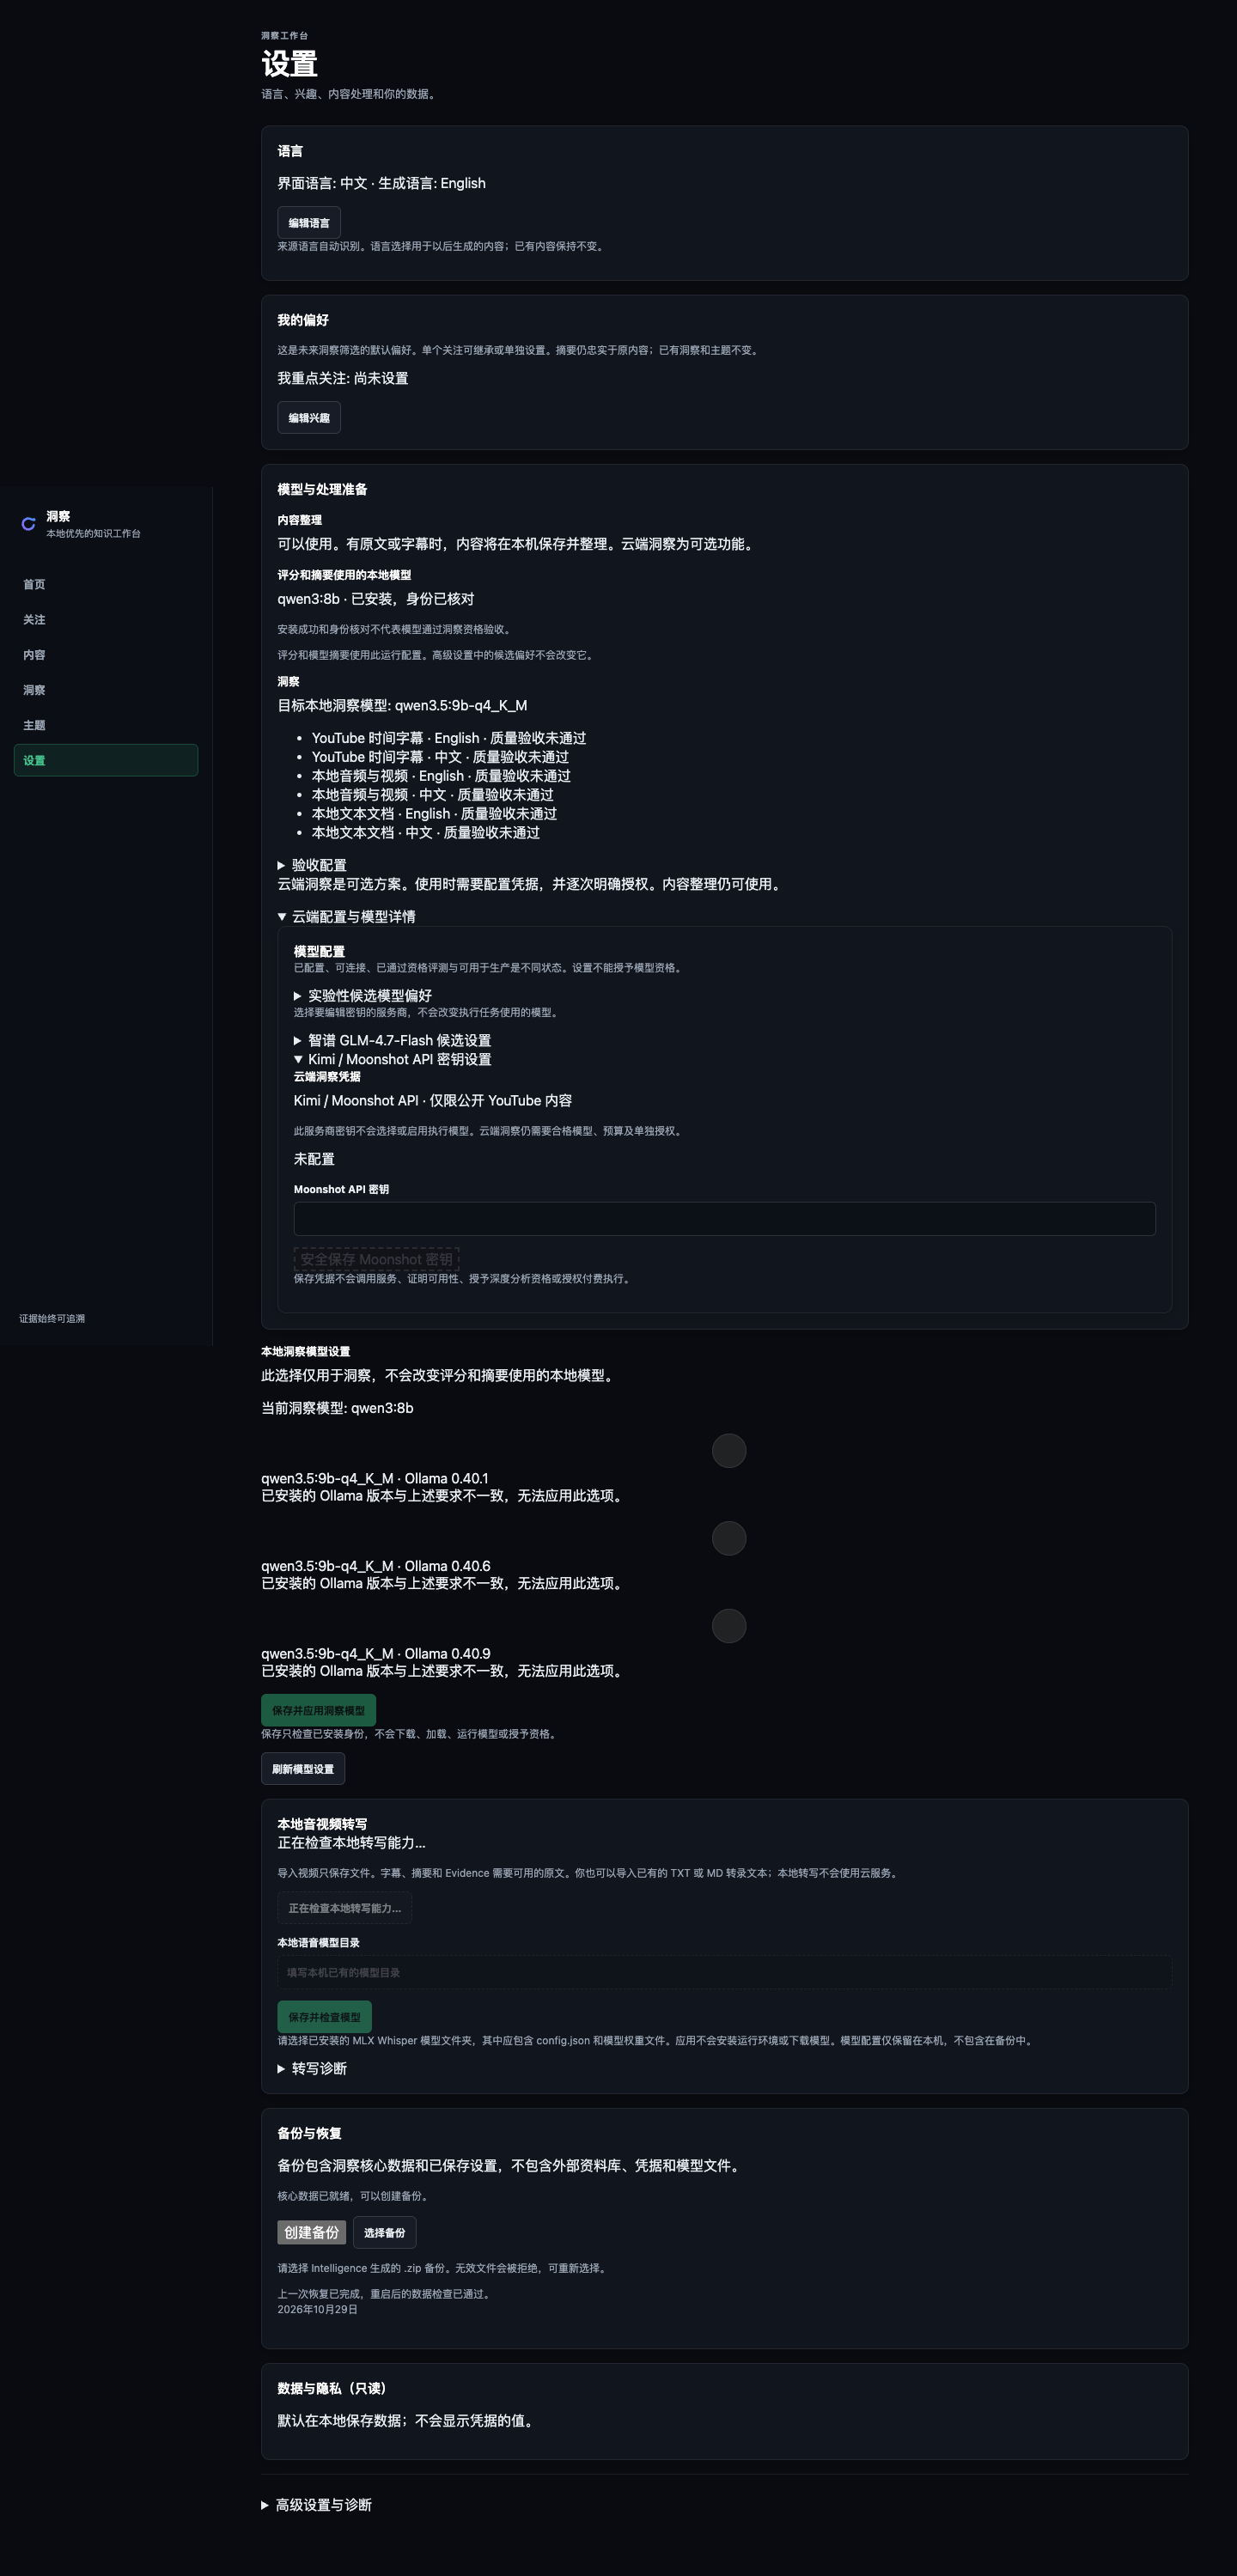 洞察工作台
设置
语言、兴趣、内容处理和你的数据。
语言
界面语言: 中文 · 生成语言: English
编辑语言
来源语言自动识别。语言选择用于以后生成的内容；已有内容保持不变。
我的偏好
这是未来洞察筛选的默认偏好。单个关注可继承或单独设置。摘要仍忠实于原内容；已有洞察和主题不变。
我重点关注: 尚未设置
编辑兴趣
洞察
本地优先的知识工作台
首页
关注
内容
洞察
主题
设置
证据始终可追溯
模型与处理准备
内容整理
可以使用。有原文或字幕时，内容将在本机保存并整理。云端洞察为可选功能。
评分和摘要使用的本地模型
qwen3:8b · 已安装，身份已核对
安装成功和身份核对不代表模型通过洞察资格验收。
评分和模型摘要使用此运行配置。高级设置中的候选偏好不会改变它。
洞察
目标本地洞察模型: qwen3.5:9b-q4_K_M
• YouTube 时间字幕 · English · 质量验收未通过
• YouTube 时间字幕 · 中文 · 质量验收未通过
• 本地音频与视频 · English · 质量验收未通过
• 本地音频与视频 · 中文 · 质量验收未通过
• 本地文本文档 · English · 质量验收未通过
• 本地文本文档 · 中文 · 质量验收未通过
▶ 验收配置
云端洞察是可选方案。使用时需要配置凭据，并逐次明确授权。内容整理仍可使用。
▼ 云端配置与模型详情
模型配置
已配置、可连接、已通过资格评测与可用于生产是不同状态。设置不能授予模型资格。
▶ 实验性候选模型偏好
选择要编辑密钥的服务商，不会改变执行任务使用的模型。
▶ 智谱 GLM-4.7-Flash 候选设置
▼ Kimi / Moonshot API 密钥设置
云端洞察凭据
Kimi / Moonshot API · 仅限公开 YouTube 内容
此服务商密钥不会选择或启用执行模型。云端洞察仍需要合格模型、预算及单独授权。
未配置
Moonshot API 密钥
安全保存 Moonshot 密钥
保存凭据不会调用服务、证明可用性、授予深度分析资格或授权付费执行。
本地洞察模型设置
此选择仅用于洞察，不会改变评分和摘要使用的本地模型。
当前洞察模型: qwen3:8b
qwen3.5:9b-q4_K_M · Ollama 0.40.1
已安装的 Ollama 版本与上述要求不一致，无法应用此选项。
qwen3.5:9b-q4_K_M · Ollama 0.40.6
已安装的 Ollama 版本与上述要求不一致，无法应用此选项。
qwen3.5:9b-q4_K_M · Ollama 0.40.9
已安装的 Ollama 版本与上述要求不一致，无法应用此选项。
保存并应用洞察模型
保存只检查已安装身份，不会下载、加载、运行模型或授予资格。
刷新模型设置
本地音视频转写
正在检查本地转写能力...
导入视频只保存文件。字幕、摘要和 Evidence 需要可用的原文。你也可以导入已有的 TXT 或 MD 转录文本；本地转写不会使用云服务。
正在检查本地转写能力...
本地语音模型目录
填写本机已有的模型目录
保存并检查模型
请选择已安装的 MLX Whisper 模型文件夹，其中应包含 config.json 和模型权重文件。应用不会安装运行环境或下载模型。模型配置仅保留在本机，不包含在备份中。
▶ 转写诊断
备份与恢复
备份包含洞察核心数据和已保存设置，不包含外部资料库、凭据和模型文件。
核心数据已就绪，可以创建备份。
创建备份 选择备份
请选择 Intelligence 生成的 .zip 备份。无效文件会被拒绝，可重新选择。
上一次恢复已完成，重启后的数据检查已通过。
2026年10月29日
数据与隐私（只读）
默认在本地保存数据；不会显示凭据的值。
▶ 高级设置与诊断